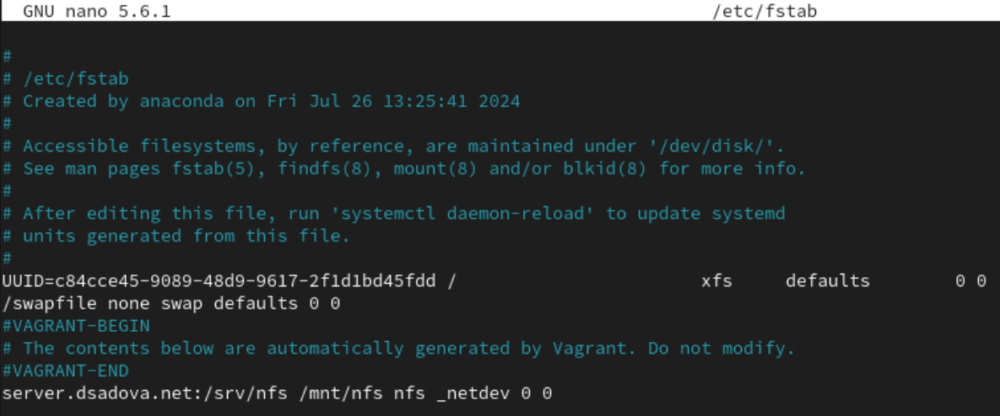 GNU nano 5.6.1 /etc/fstab
#
# /etc/fstab
# Created by anaconda on Fri Jul 26 13:25:41 2024
#
# Accessible filesystems, by reference, are maintained under '/dev/disk/'.
# See man pages fstab(5), findfs(8), mount(8) and/or blkid(8) for more info.
#
# After editing this file, run 'systemctl daemon-reload' to update systemd
# units generated from this file.
#
UUID=c84cce45-9089-48d9-9617-2f1d1bd45fdd / xfs defaults 0 0
/swapfile none swap defaults 0 0
#VAGRANT-BEGIN
# The contents below are automatically generated by Vagrant. Do not modify.
#VAGRANT-END
server.dsadova.net:/srv/nfs /mnt/nfs nfs _netdev 0 0